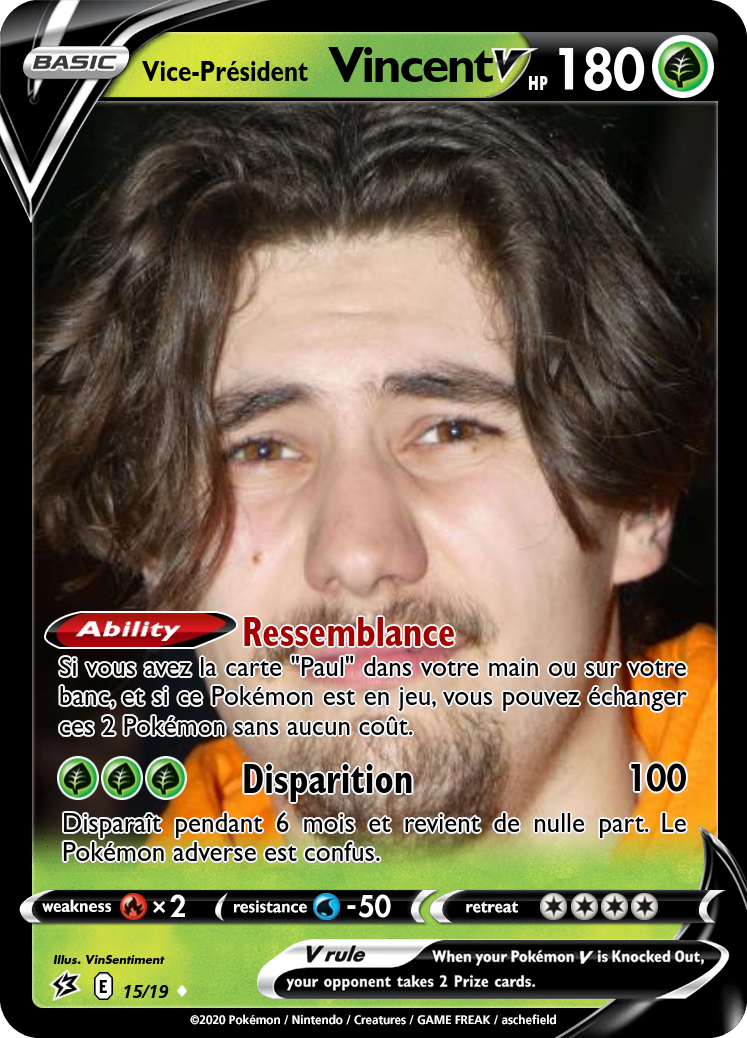 BASIC Vice-Président VincentV HP 180
Ability Ressemblance
Si vous avez la carte "Paul" dans votre main ou sur votre
banc, et si ce Pokémon est en jeu, vous pouvez échanger
ces 2 Pokémon sans aucun coût.
Disparition 100
Disparaît pendant 6 mois et revient de nulle part. Le
Pokémon adverse est confus.
weakness ×2 resistance -50 retreat
Illus. VinSentiment
V rule When your Pokémon V is Knocked Out,
your opponent takes 2 Prize cards.
E 15/19
©2020 Pokémon / Nintendo / Creatures / GAME FREAK / aschefield